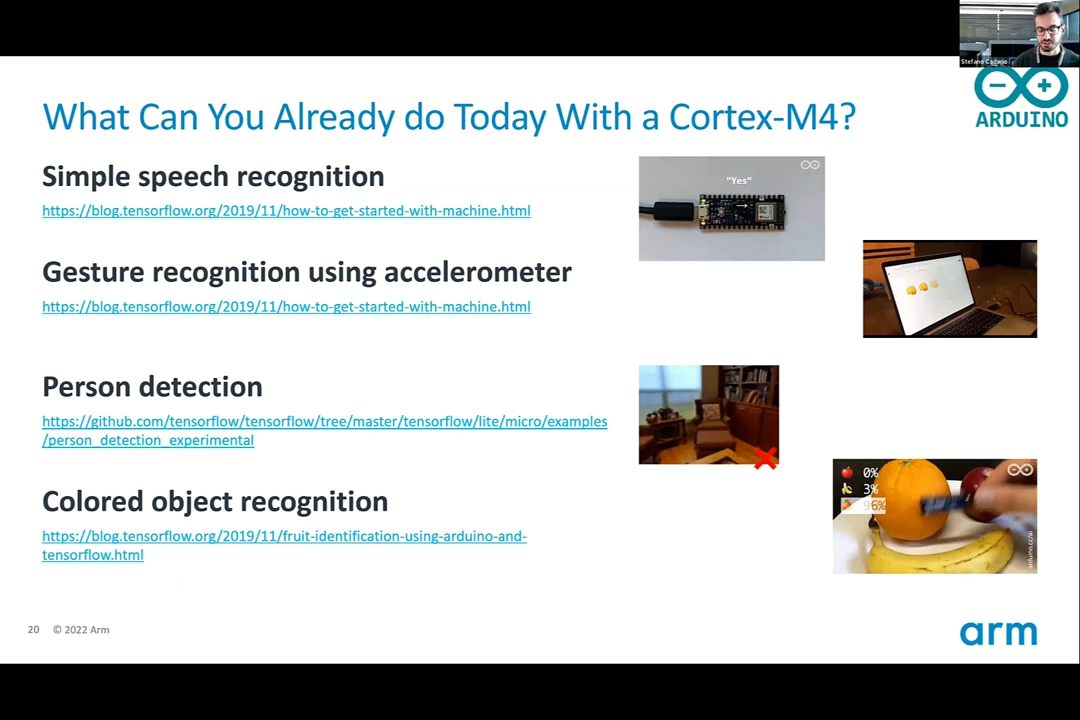 Stefano Cadario
What Can You Already do Today With a Cortex-M4?
ARDUINO
Simple speech recognition
https://blog.tensorflow.org/2019/11/how-to-get-started-with-machine.html
"Yes"
Gesture recognition using accelerometer
https://blog.tensorflow.org/2019/11/how-to-get-started-with-machine.html
Person detection
https://github.com/tensorflow/tensorflow/tree/master/tensorflow/lite/micro/examples
/person_detection_experimental
Colored object recognition
https://blog.tensorflow.org/2019/11/fruit-identification-using-arduino-and-
tensorflow.html
0%
3%
96%
20 © 2022 Arm
arm